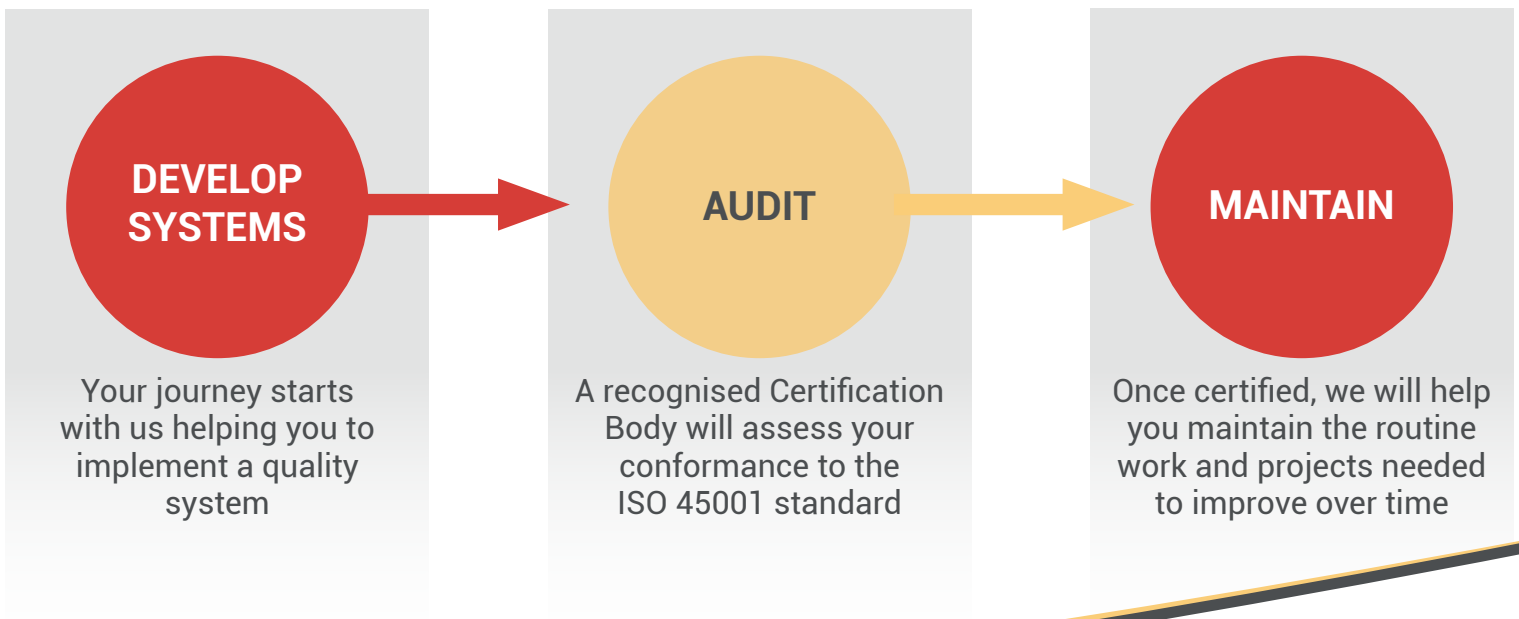 DEVELOP
SYSTEMS
Your journey starts
with us helping you to
implement a quality
system
AUDIT
A recognised Certification
Body will assess your
conformance to the
ISO 45001 standard
MAINTAIN
Once certified, we will help
you maintain the routine
work and projects needed
to improve over time